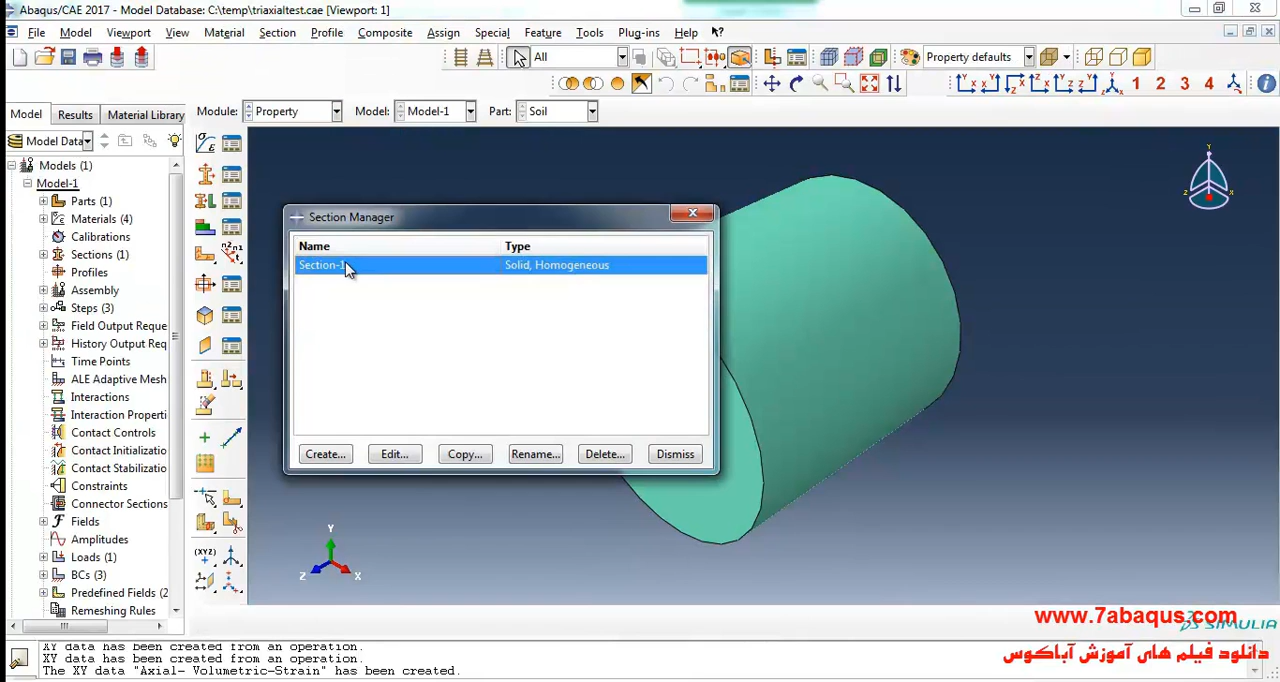 Abaqus/CAE 2017 - Model Database: C:\temp\triaxialtest.cae [Viewport: 1]
File Model Viewport View Material Section Profile Composite Assign Special Feature Tools Plug-ins Help
All
Property defaults
1 2 3 4
Model Results Material Library
Module: Property Model: Model-1 Part: Soil
Model Data
Models (1)
Model-1
Parts (1)
Materials (4)
Calibrations
Sections (1)
Profiles
Assembly
Steps (3)
Field Output Reque
History Output Req
Time Points
ALE Adaptive Mesh
Interactions
Interaction Properti
Contact Controls
Contact Initializatio
Contact Stabilizatio
Constraints
Connector Sections
Fields
Amplitudes
Loads (1)
BCs (3)
Predefined Fields (2
Remeshing Rules
Section Manager
Name Type
Section-1 Solid, Homogeneous
Create... Edit... Copy... Rename... Delete... Dismiss
Y
Z X
Y
Z X
www.7abaqus.com
SIMULIA
دانلود فیلم های آموزش آباکوس
XY data has been created from an operation.
XY data has been created from an operation.
The XY data "Axial- Volumetric-Strain" has been created.